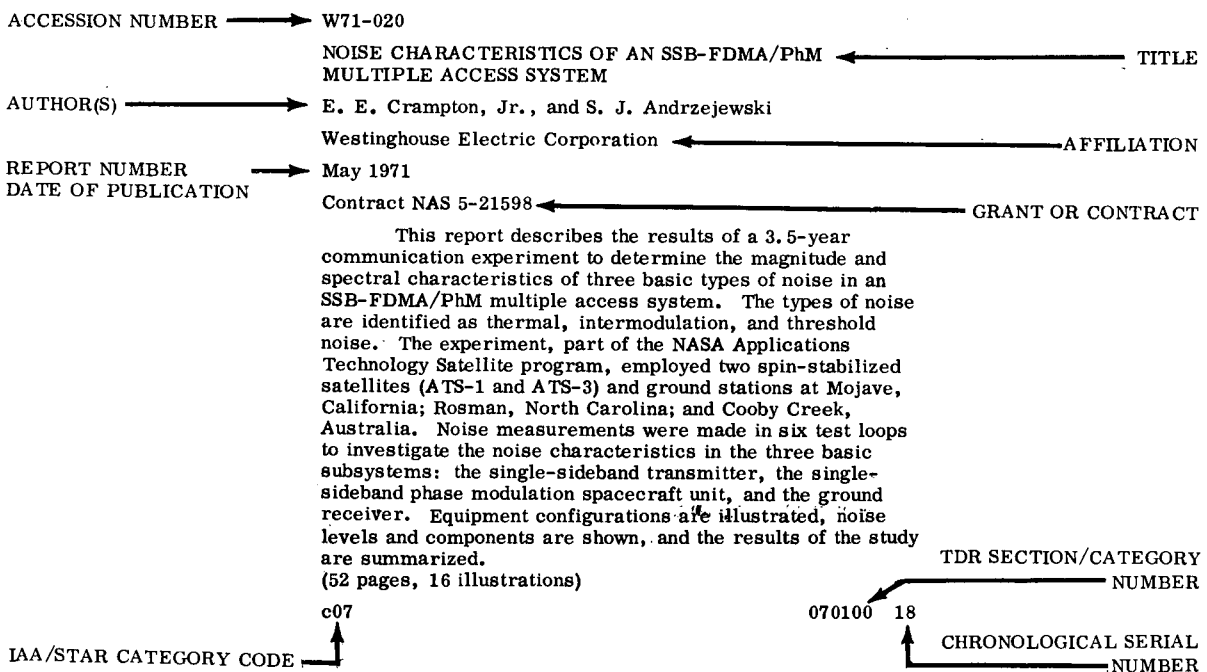 ACCESSION NUMBER W71-020
NOISE CHARACTERISTICS OF AN SSB-FDMA/PhM TITLE
MULTIPLE ACCESS SYSTEM
AUTHOR(S) E. E. Crampton, Jr., and S. J. Andrzejewski
Westinghouse Electric Corporation AFFILIATION
REPORT NUMBER May 1971
DATE OF PUBLICATION
Contract NAS 5-21598 GRANT OR CONTRACT
This report describes the results of a 3.5-year
communication experiment to determine the magnitude and
spectral characteristics of three basic types of noise in an
SSB-FDMA/PhM multiple access system. The types of noise
are identified as thermal, intermodulation, and threshold
noise. The experiment, part of the NASA Applications
Technology Satellite program, employed two spin-stabilized
satellites (ATS-1 and ATS-3) and ground stations at Mojave,
California; Rosman, North Carolina; and Cooby Creek,
Australia. Noise measurements were made in six test loops
to investigate the noise characteristics in the three basic
subsystems: the single-sideband transmitter, the single-
sideband phase modulation spacecraft unit, and the ground
receiver. Equipment configurations are illustrated, noise
levels and components are shown, and the results of the study
are summarized.
(52 pages, 16 illustrations)
TDR SECTION/CATEGORY
NUMBER
c07 070100 18
IAA/STAR CATEGORY CODE
CHRONOLOGICAL SERIAL
NUMBER